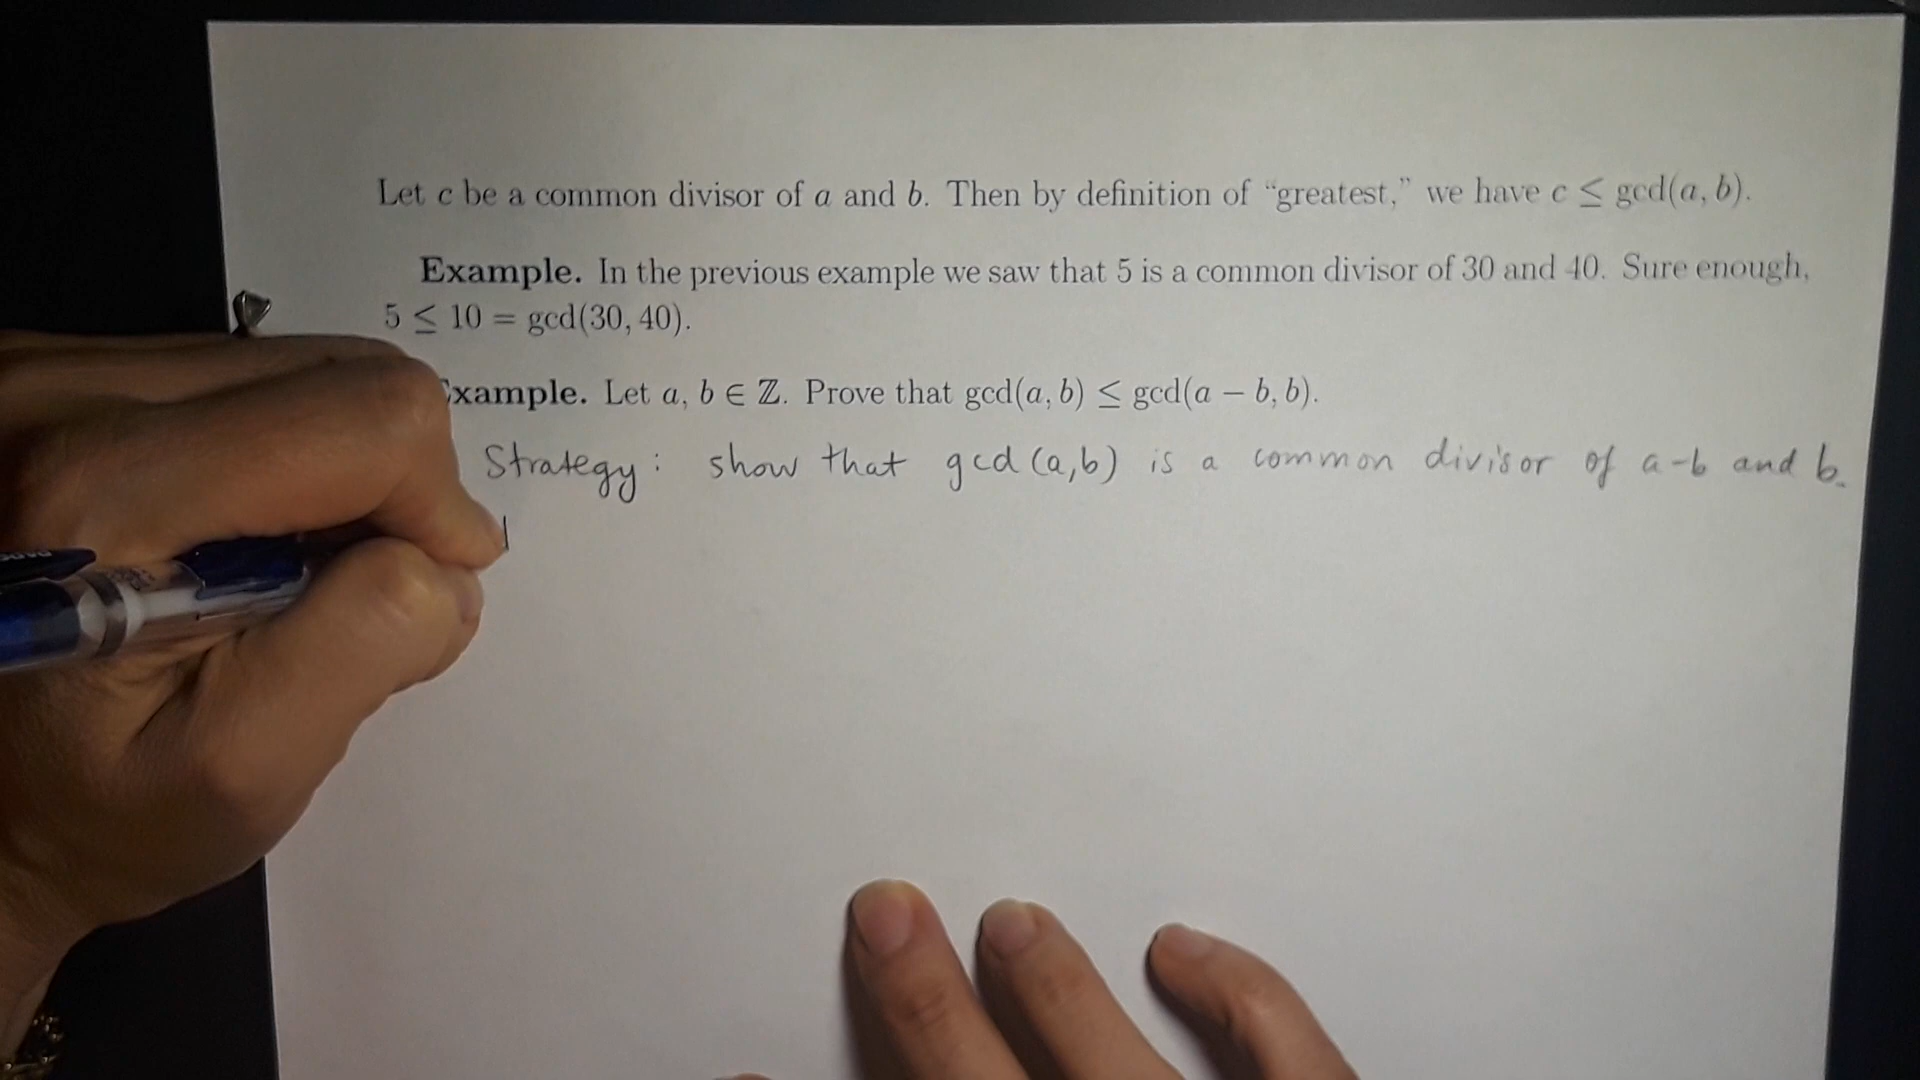 Let c be a common divisor of a and b. Then by definition of “greatest,” we have c ≤ gcd(a, b).
Example. In the previous example we saw that 5 is a common divisor of 30 and 40. Sure enough,
5 ≤ 10 = gcd(30, 40).
Example. Let a, b ∈ ℤ. Prove that gcd(a, b) ≤ gcd(a − b, b).
Strategy: show that gcd (a,b) is a common divisor of a-b and b.